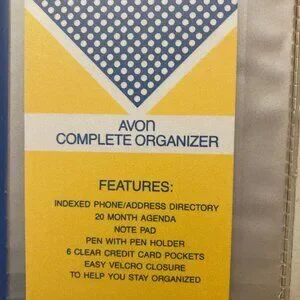 AVON
COMPLETE ORGANIZER
FEATURES:
INDEXED PHONE/ADDRESS DIRECTORY
20 MONTH AGENDA
NOTE PAD
PEN WITH PEN HOLDER
6 CLEAR CREDIT CARD POCKETS
EASY VELCRO CLOSURE
TO HELP YOU STAY ORGANIZED